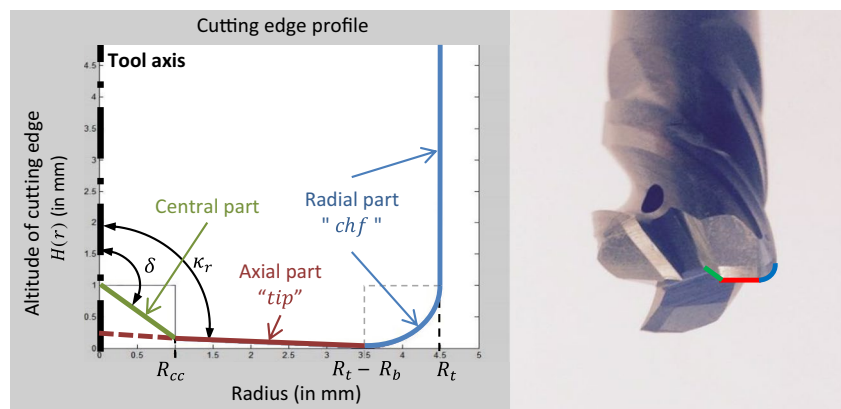 Cutting edge profile
Tool axis
Altitude of cutting edge
H(r) (in mm)
4.5
4
3.5
3
2.5
2
1.5
1
0.5
0
Central part
Radial part
" chf "
δ
κr
Axial part
“tip”
0
0.5
1
1.5
2
2.5
3
3.5
4
4.5
5
Rcc
Rt − Rb
Rt
Radius (in mm)